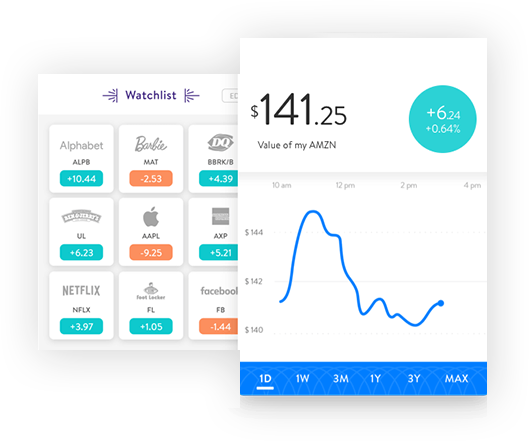 Watchlist
ED
Alphabet
ALPB
+10.44
Barbie
MAT
-2.53
DQ
BBRK/B
+4.39
BEN & JERRY'S
UL
+6.23
AAPL
-9.25
AXP
+5.21
NETFLIX
NFLX
+3.97
Foot Locker
FL
+1.05
facebook
FB
-1.44
$141.25
Value of my AMZN
+6.24
+0.64%
10 am
12 pm
2 pm
4 pm
$ 144
$ 142
$ 140
1D
1W
3M
1Y
3Y
MAX